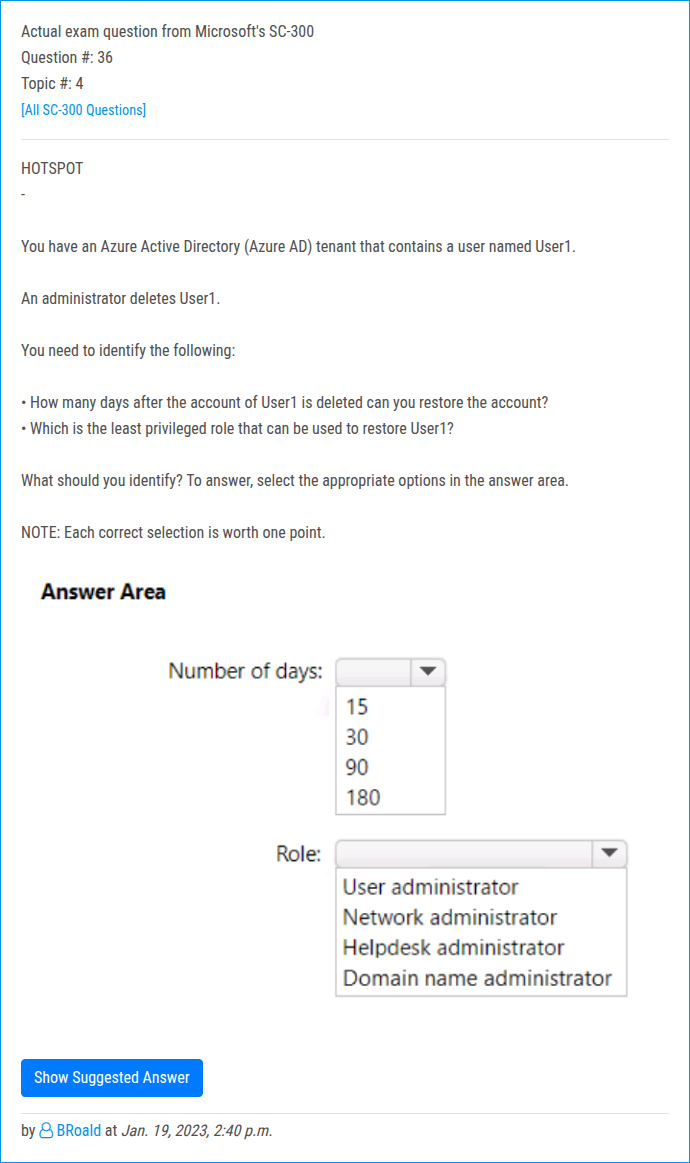 Actual exam question from Microsoft's SC-300
Question #: 36
Topic #: 4
[All SC-300 Questions]
HOTSPOT
-
You have an Azure Active Directory (Azure AD) tenant that contains a user named User1.
An administrator deletes User1.
You need to identify the following:
• How many days after the account of User1 is deleted can you restore the account?
• Which is the least privileged role that can be used to restore User1?
What should you identify? To answer, select the appropriate options in the answer area.
NOTE: Each correct selection is worth one point.
Answer Area
Number of days:
15
30
90
180
Role:
User administrator
Network administrator
Helpdesk administrator
Domain name administrator
Show Suggested Answer
by BRoald at Jan. 19, 2023, 2:40 p.m.